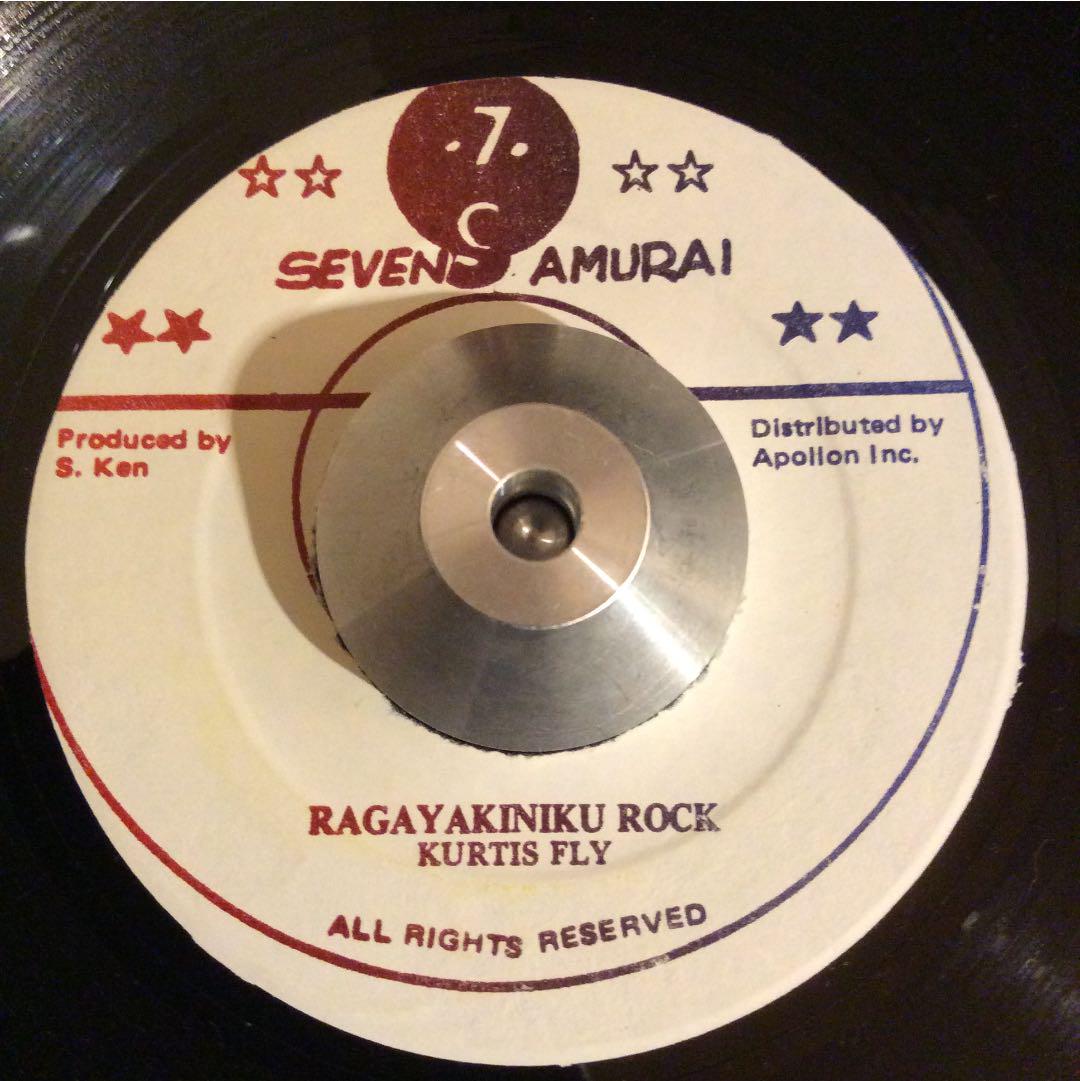 .7.
SEVEN SAMURAI
Produced by
S. Ken
Distributed by
Apollon Inc.
RAGAYAKINIKU ROCK
KURTIS FLY
ALL RIGHTS RESERVED